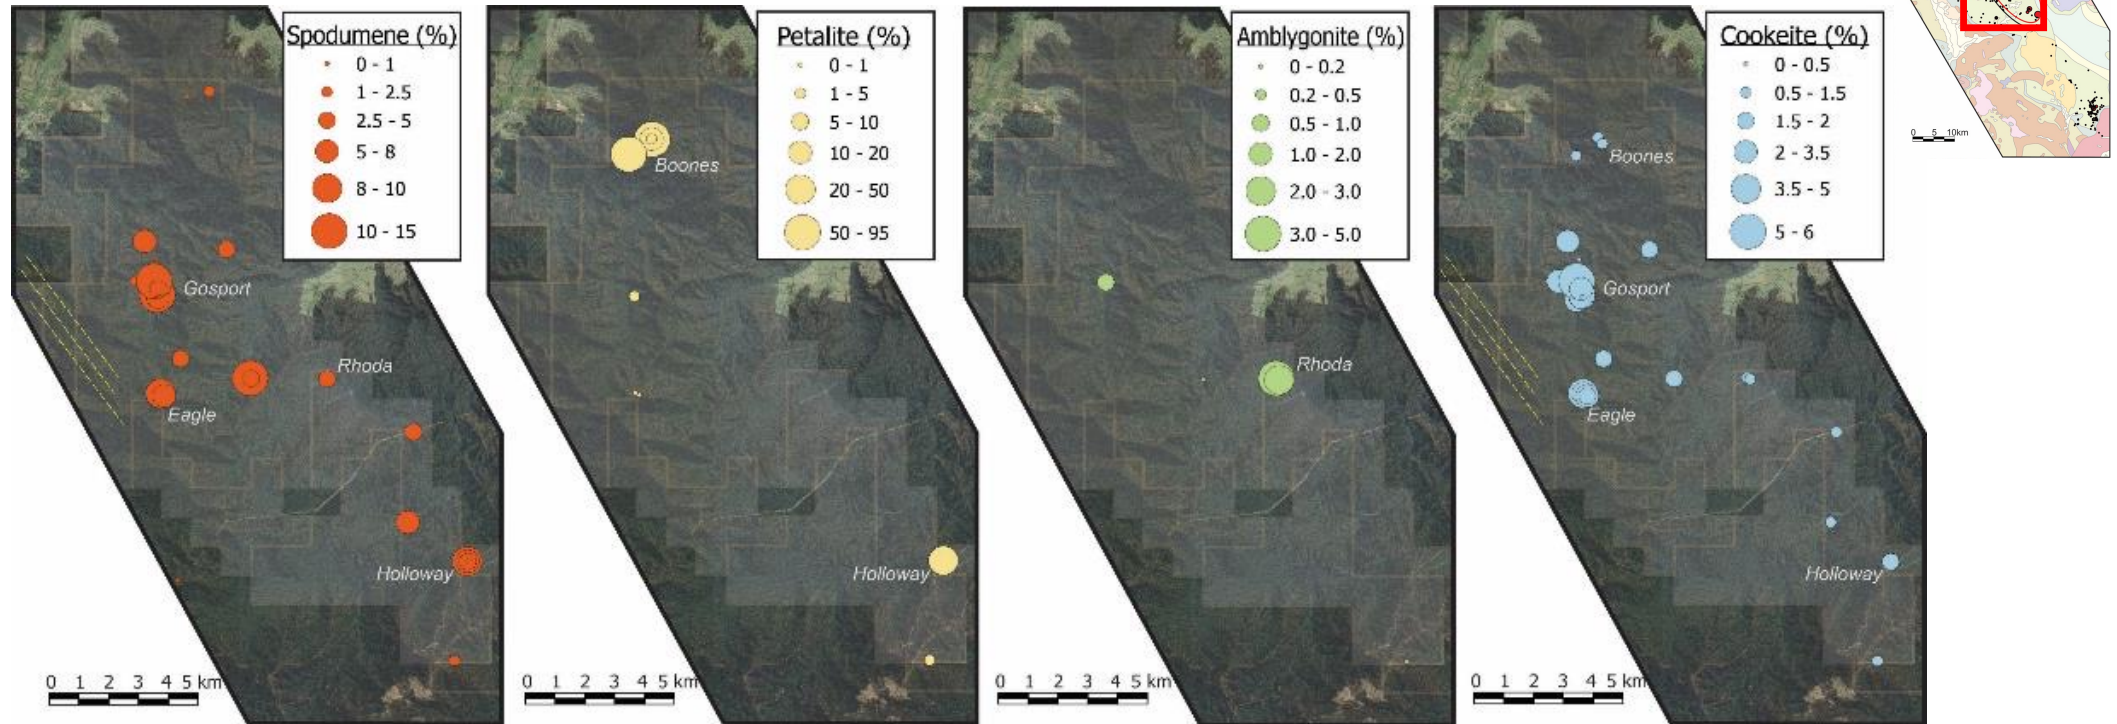 Spodumene (%)
0 - 1
1 - 2.5
2.5 - 5
5 - 8
8 - 10
10 - 15
Gosport
Rhoda
Eagle
Holloway
0 1 2 3 4 5 km
Petalite (%)
0 - 1
1 - 5
5 - 10
10 - 20
20 - 50
50 - 95
Boones
Holloway
0 1 2 3 4 5 km
Amblygonite (%)
0 - 0.2
0.2 - 0.5
0.5 - 1.0
1.0 - 2.0
2.0 - 3.0
3.0 - 5.0
Rhoda
0 1 2 3 4 5 km
Cookeite (%)
0 - 0.5
0.5 - 1.5
1.5 - 2
2 - 3.5
3.5 - 5
5 - 6
Boones
Gosport
Eagle
Holloway
0 1 2 3 4 5 km
0 5 10km